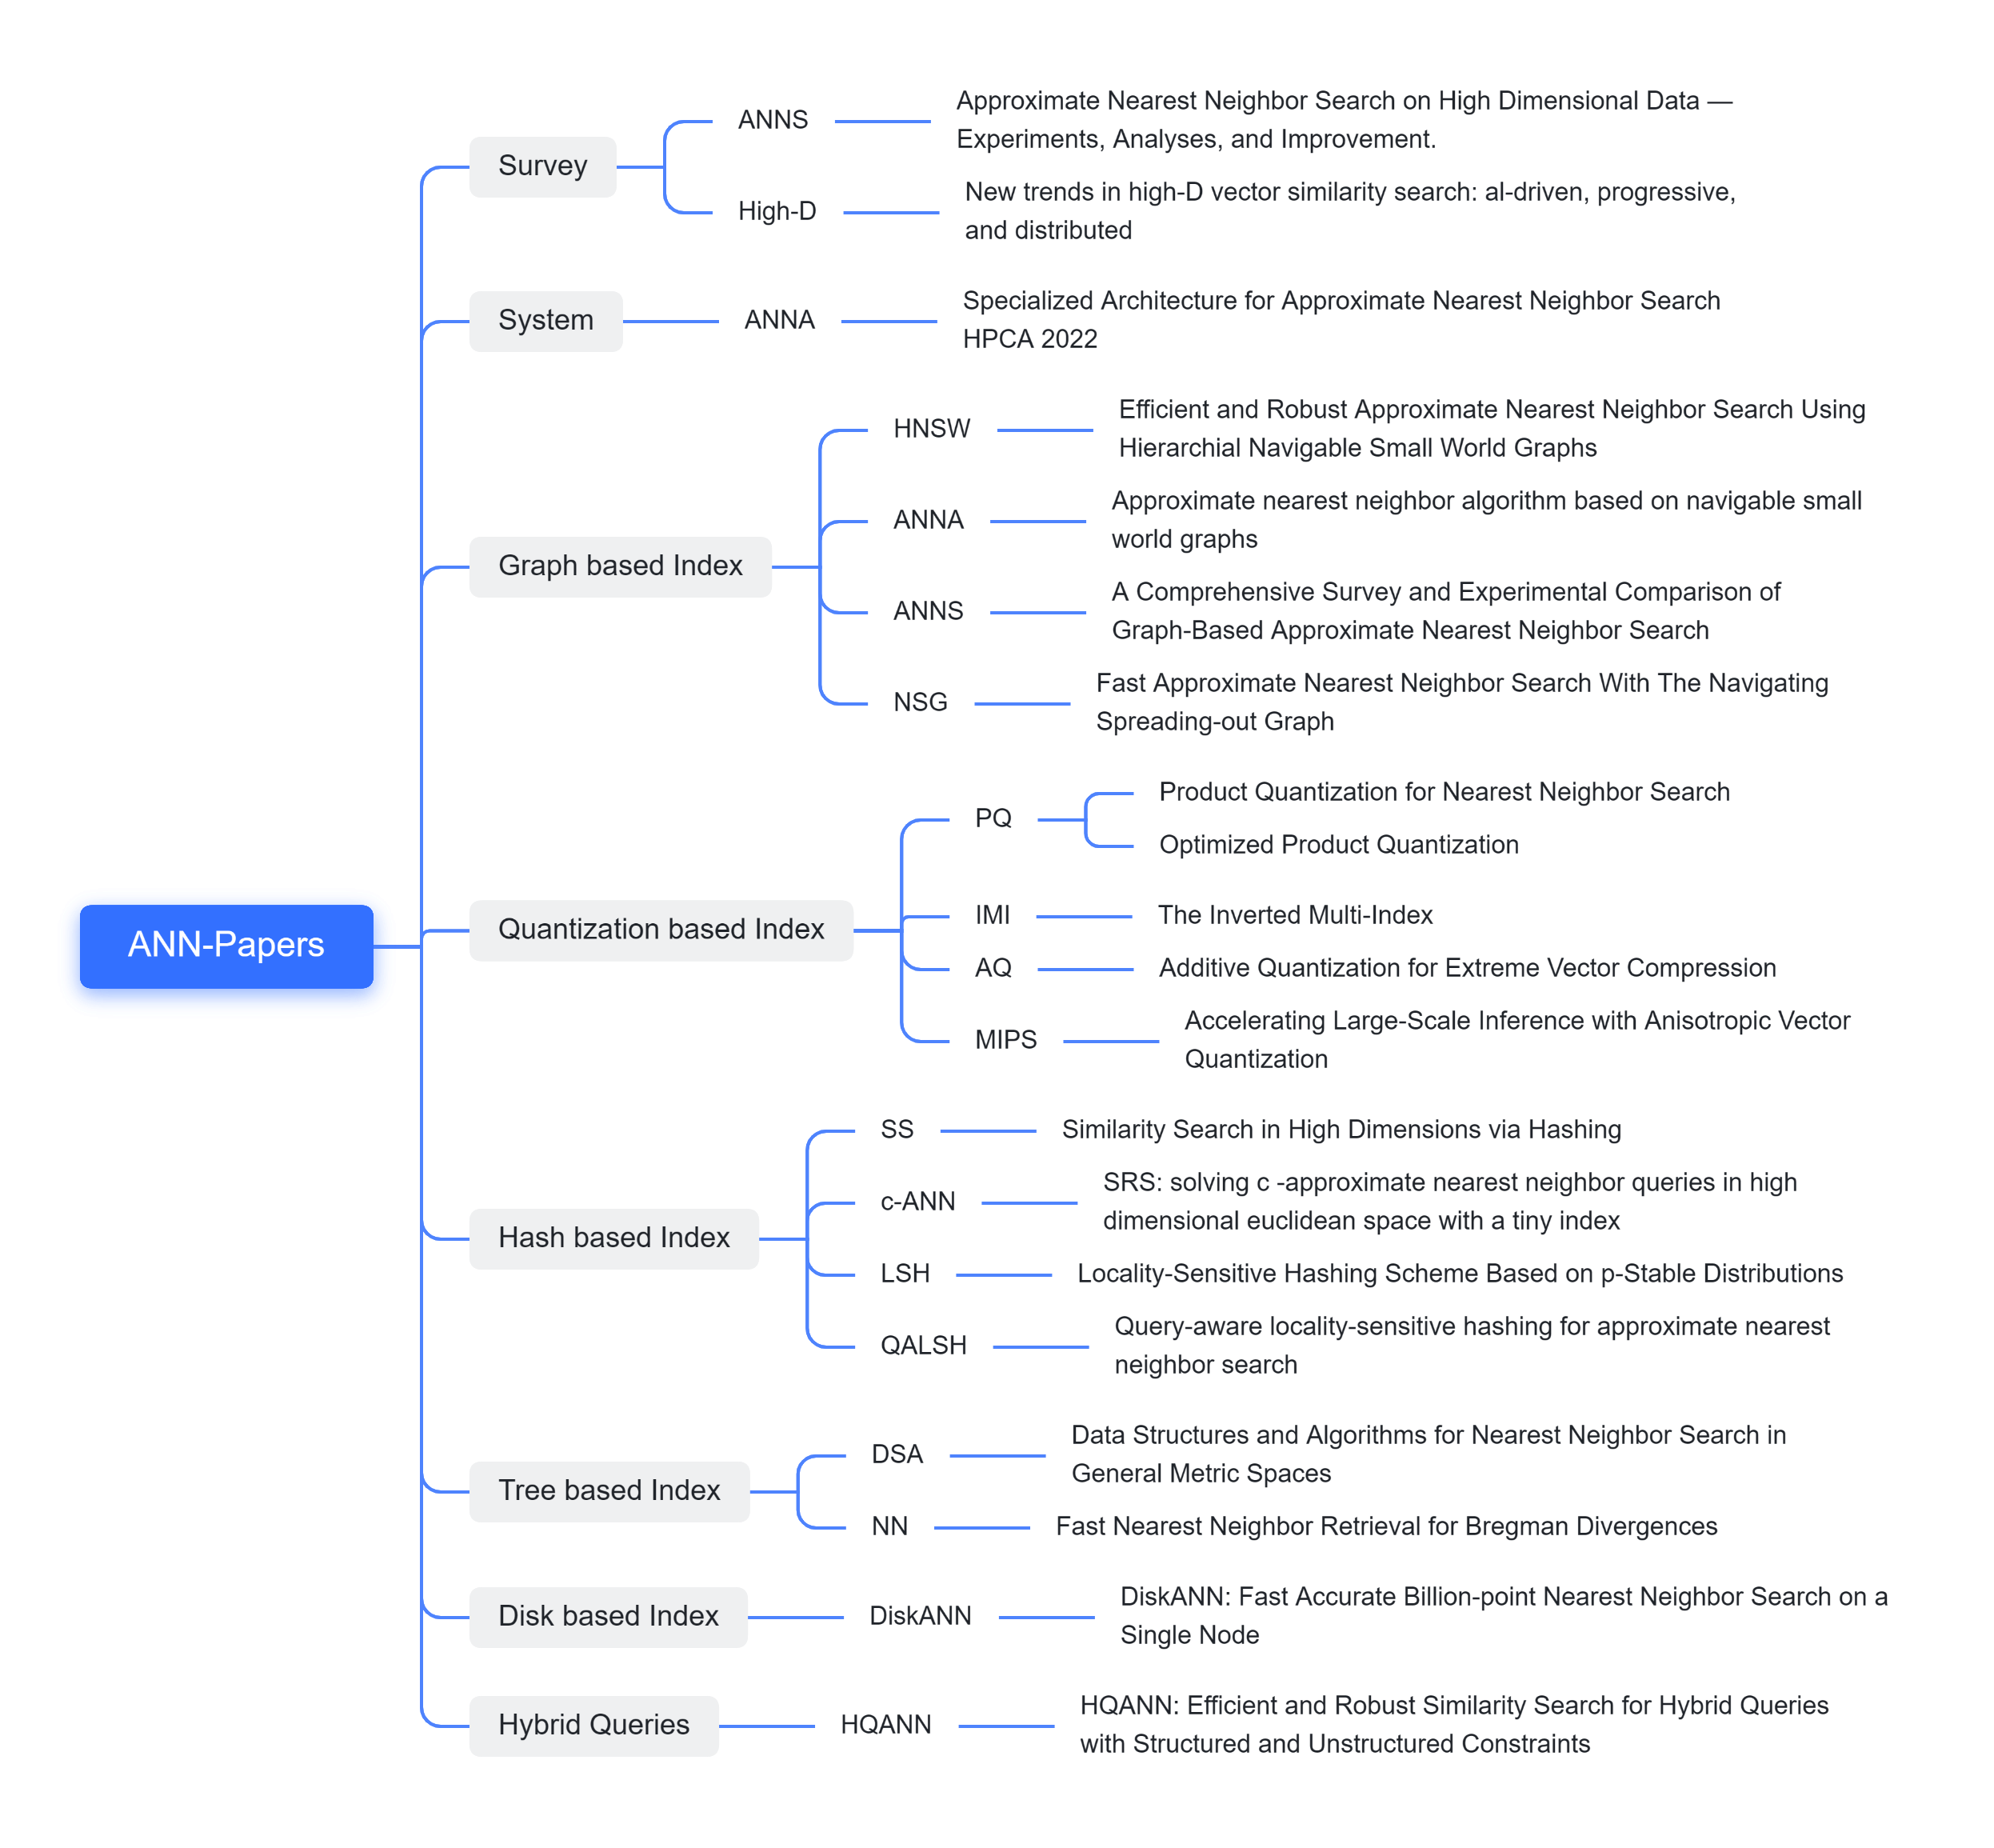 ANN-Papers
Survey
ANNS
Approximate Nearest Neighbor Search on High Dimensional Data —
Experiments, Analyses, and Improvement.
High-D
New trends in high-D vector similarity search: al-driven, progressive,
and distributed
System
ANNA
Specialized Architecture for Approximate Nearest Neighbor Search
HPCA 2022
Graph based Index
HNSW
Efficient and Robust Approximate Nearest Neighbor Search Using
Hierarchial Navigable Small World Graphs
ANNA
Approximate nearest neighbor algorithm based on navigable small
world graphs
ANNS
A Comprehensive Survey and Experimental Comparison of
Graph-Based Approximate Nearest Neighbor Search
NSG
Fast Approximate Nearest Neighbor Search With The Navigating
Spreading-out Graph
Quantization based Index
PQ
Product Quantization for Nearest Neighbor Search
Optimized Product Quantization
IMI
The Inverted Multi-Index
AQ
Additive Quantization for Extreme Vector Compression
MIPS
Accelerating Large-Scale Inference with Anisotropic Vector
Quantization
Hash based Index
SS
Similarity Search in High Dimensions via Hashing
c-ANN
SRS: solving c -approximate nearest neighbor queries in high
dimensional euclidean space with a tiny index
LSH
Locality-Sensitive Hashing Scheme Based on p-Stable Distributions
QALSH
Query-aware locality-sensitive hashing for approximate nearest
neighbor search
Tree based Index
DSA
Data Structures and Algorithms for Nearest Neighbor Search in
General Metric Spaces
NN
Fast Nearest Neighbor Retrieval for Bregman Divergences
Disk based Index
DiskANN
DiskANN: Fast Accurate Billion-point Nearest Neighbor Search on a
Single Node
Hybrid Queries
HQANN
HQANN: Efficient and Robust Similarity Search for Hybrid Queries
with Structured and Unstructured Constraints